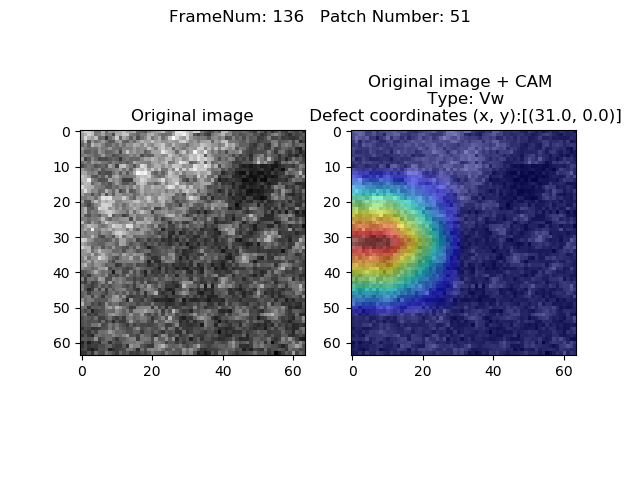 FrameNum: 136   Patch Number: 51
Original image
Original image + CAM
Type: Vw
Defect coordinates (x, y):[(31.0, 0.0)]
0
10
20
30
40
50
60
0 20 40 60
0
10
20
30
40
50
60
0 20 40 60